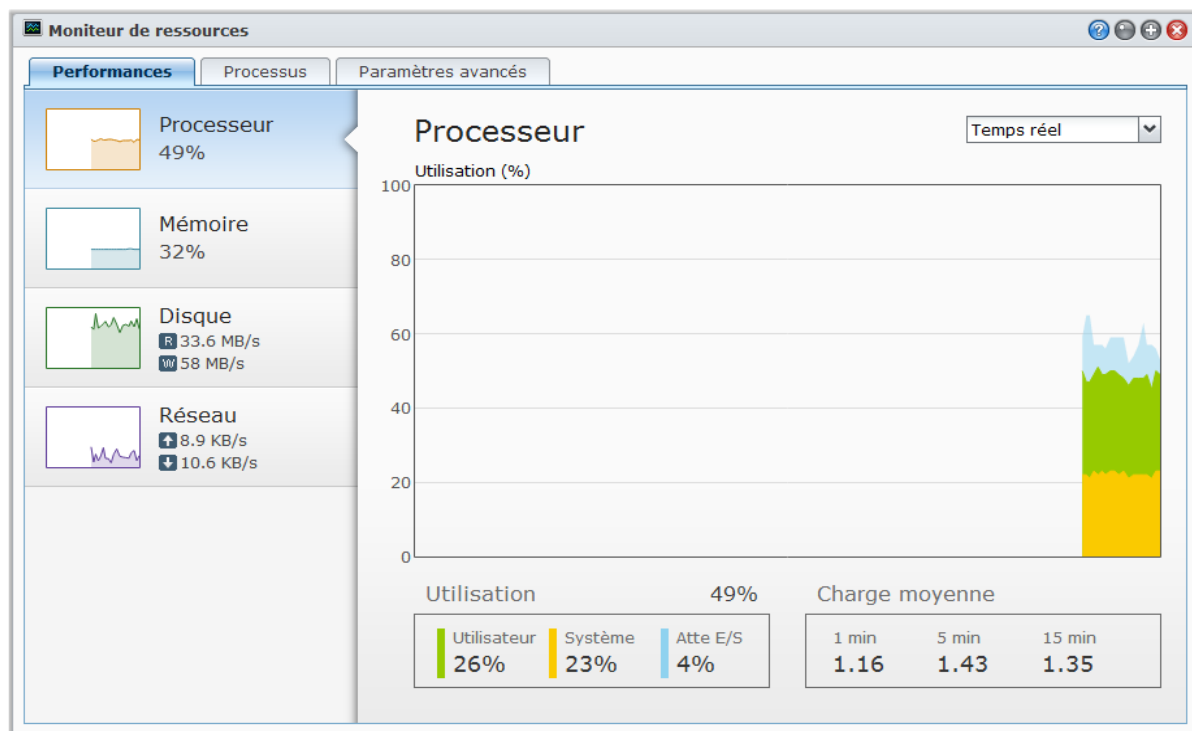 Moniteur de ressources
Performances Processus Paramètres avancés
Processeur
49%
Mémoire
32%
Disque
R 33.6 MB/s
W 58 MB/s
Réseau
8.9 KB/s
10.6 KB/s
Processeur
Temps réel
Utilisation (%)
100
80
60
40
20
0
Utilisation 49%
Utilisateur Système Atte E/S
26% 23% 4%
Charge moyenne
1 min 5 min 15 min
1.16 1.43 1.35